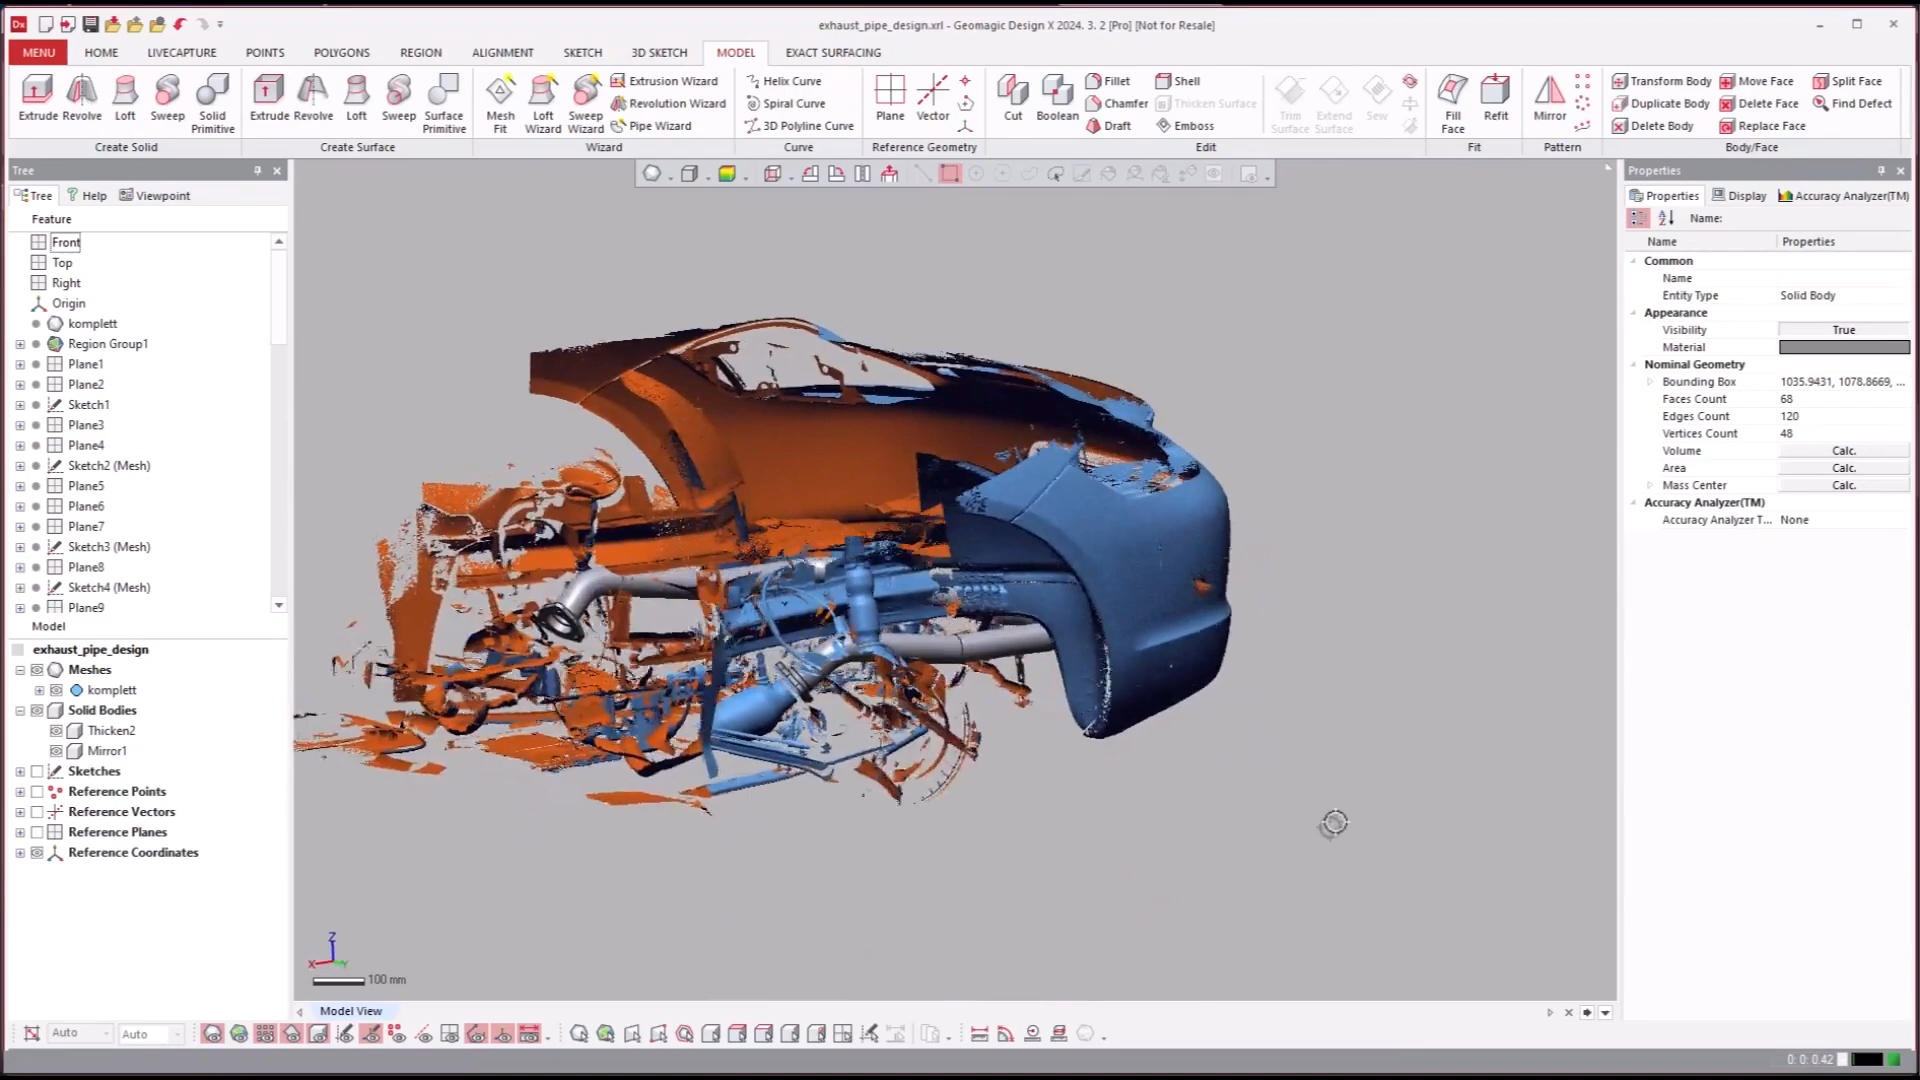 Dx
exhaust_pipe_design.xrl - Geomagic Design X 2024. 3. 2 [Pro] [Not for Resale]
MENU HOME LIVECAPTURE POINTS POLYGONS REGION ALIGNMENT SKETCH 3D SKETCH MODEL EXACT SURFACING
Extrude Revolve Loft Sweep Solid Primitive
Create Solid
Extrude Revolve Loft Sweep Surface Primitive
Create Surface
Mesh Fit Loft Wizard Sweep Wizard
Extrusion Wizard
Revolution Wizard
Pipe Wizard
Wizard
Helix Curve
Spiral Curve
3D Polyline Curve
Curve
Plane Vector
Reference Geometry
Cut Boolean
Fillet
Chamfer
Draft
Shell
Thicken Surface
Emboss
Trim Surface Extend Surface Sew
Edit
Fill Face Refit
Fit
Mirror
Pattern
Transform Body
Duplicate Body
Delete Body
Move Face
Delete Face
Replace Face
Split Face
Find Defect
Body/Face
Tree
Tree Help Viewpoint
Feature
Front
Top
Right
Origin
komplett
Region Group1
Plane1
Plane2
Sketch1
Plane3
Plane4
Sketch2 (Mesh)
Plane5
Plane6
Plane7
Sketch3 (Mesh)
Plane8
Sketch4 (Mesh)
Plane9
Model
exhaust_pipe_design
Meshes
komplett
Solid Bodies
Thicken2
Mirror1
Sketches
Reference Points
Reference Vectors
Reference Planes
Reference Coordinates
Z
X
Y
100 mm
Model View
Properties
Properties Display Accuracy Analyzer(TM)
Name:
Name Properties
Common
Name
Entity Type Solid Body
Appearance
Visibility True
Material
Nominal Geometry
Bounding Box 1035.9431, 1078.8669, ...
Faces Count 68
Edges Count 120
Vertices Count 48
Volume Calc.
Area Calc.
Mass Center Calc.
Accuracy Analyzer(TM)
Accuracy Analyzer T... None
Auto Auto
0: 0: 0.42